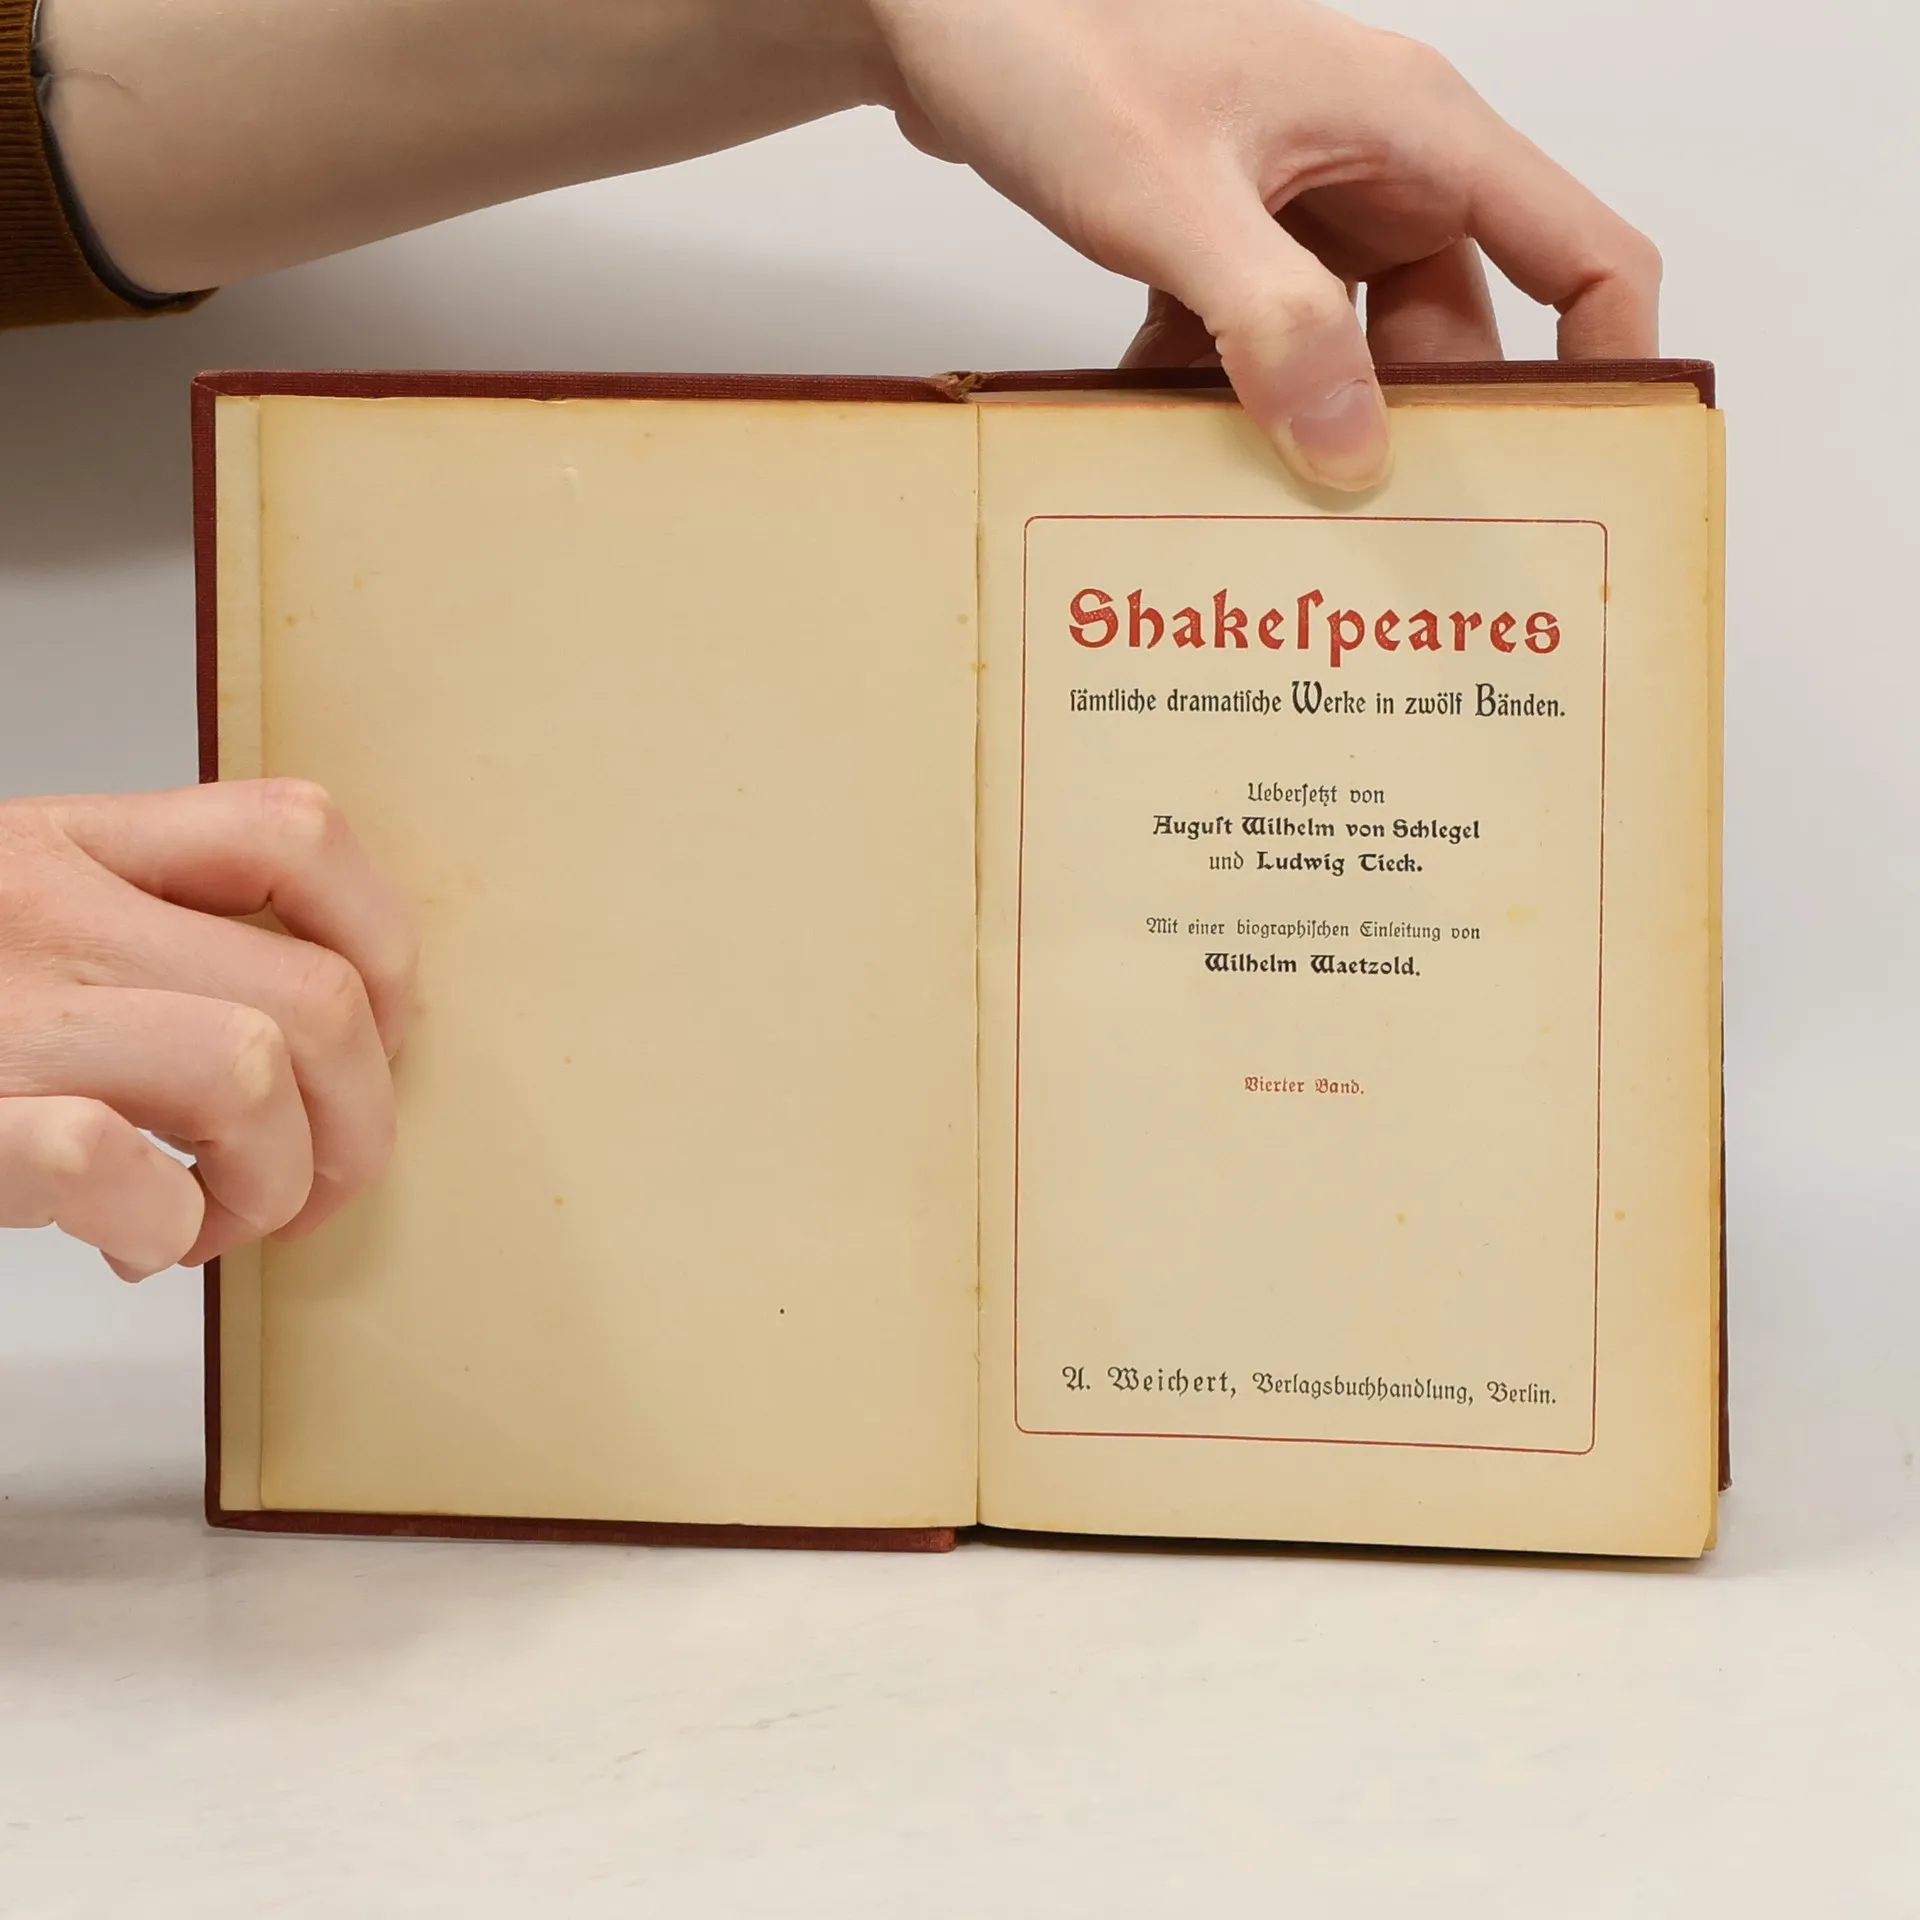 Shakeſpeares
ſämtliche dramatiſche Werke in zwölf Bänden.
Ueberſetzt von
Auguſt Wilhelm von Schlegel
und Ludwig Tieck.
Mit einer biographiſchen Einleitung von
Wilhelm Waetzold.
Vierter Band.
A. Weichert, Verlagsbuchhandlung, Berlin.